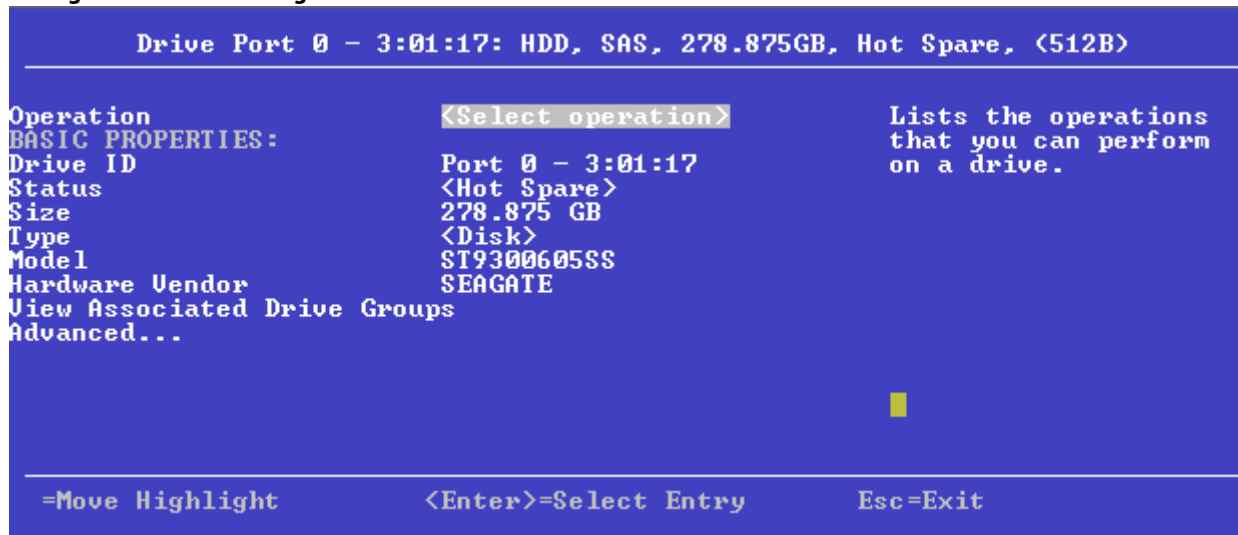 Drive Port 0 - 3:01:17: HDD, SAS, 278.875GB, Hot Spare, (512B)
Operation <Select operation> Lists the operations
BASIC PROPERTIES: that you can perform
Drive ID Port 0 - 3:01:17 on a drive.
Status <Hot Spare>
Size 278.875 GB
Type <Disk>
Model ST9300605SS
Hardware Vendor SEAGATE
View Associated Drive Groups
Advanced...
=Move Highlight <Enter>=Select Entry Esc=Exit